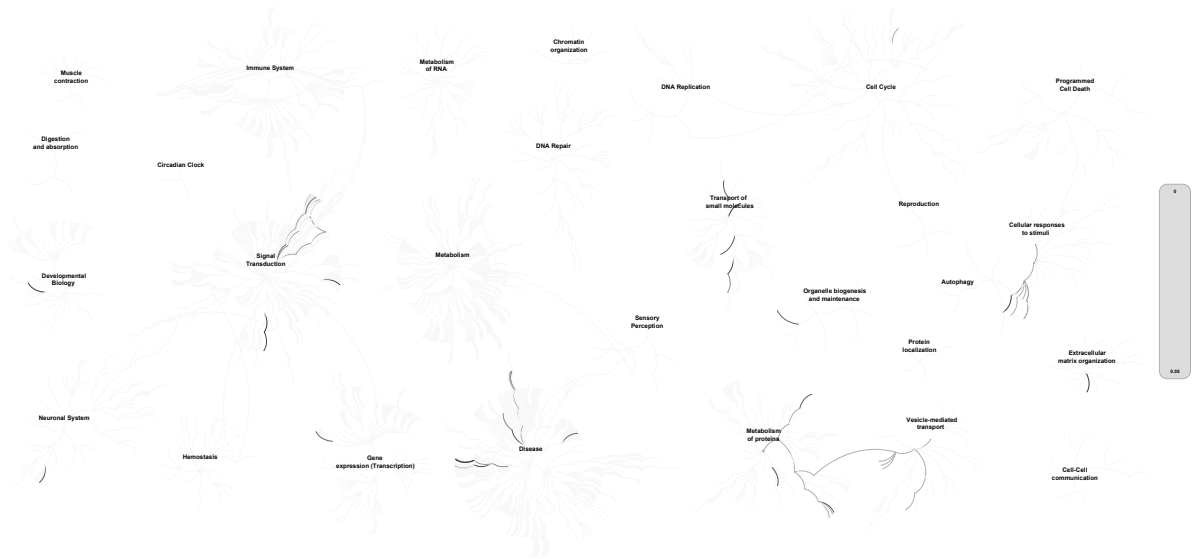 Chromatin
organization
Muscle
contraction
Immune System
Metabolism
of RNA
DNA Replication
Cell Cycle
Programmed
Cell Death
Digestion
and absorption
Circadian Clock
DNA Repair
Transport of
small molecules
Reproduction
Cellular responses
to stimuli
0
Signal
Transduction
Metabolism
Developmental
Biology
Organelle biogenesis
and maintenance
Autophagy
Sensory
Perception
Protein
localization
Extracellular
matrix organization
0.05
Neuronal System
Hemostasis
Gene
expression (Transcription)
Disease
Metabolism
of proteins
Vesicle-mediated
transport
Cell-Cell
communication